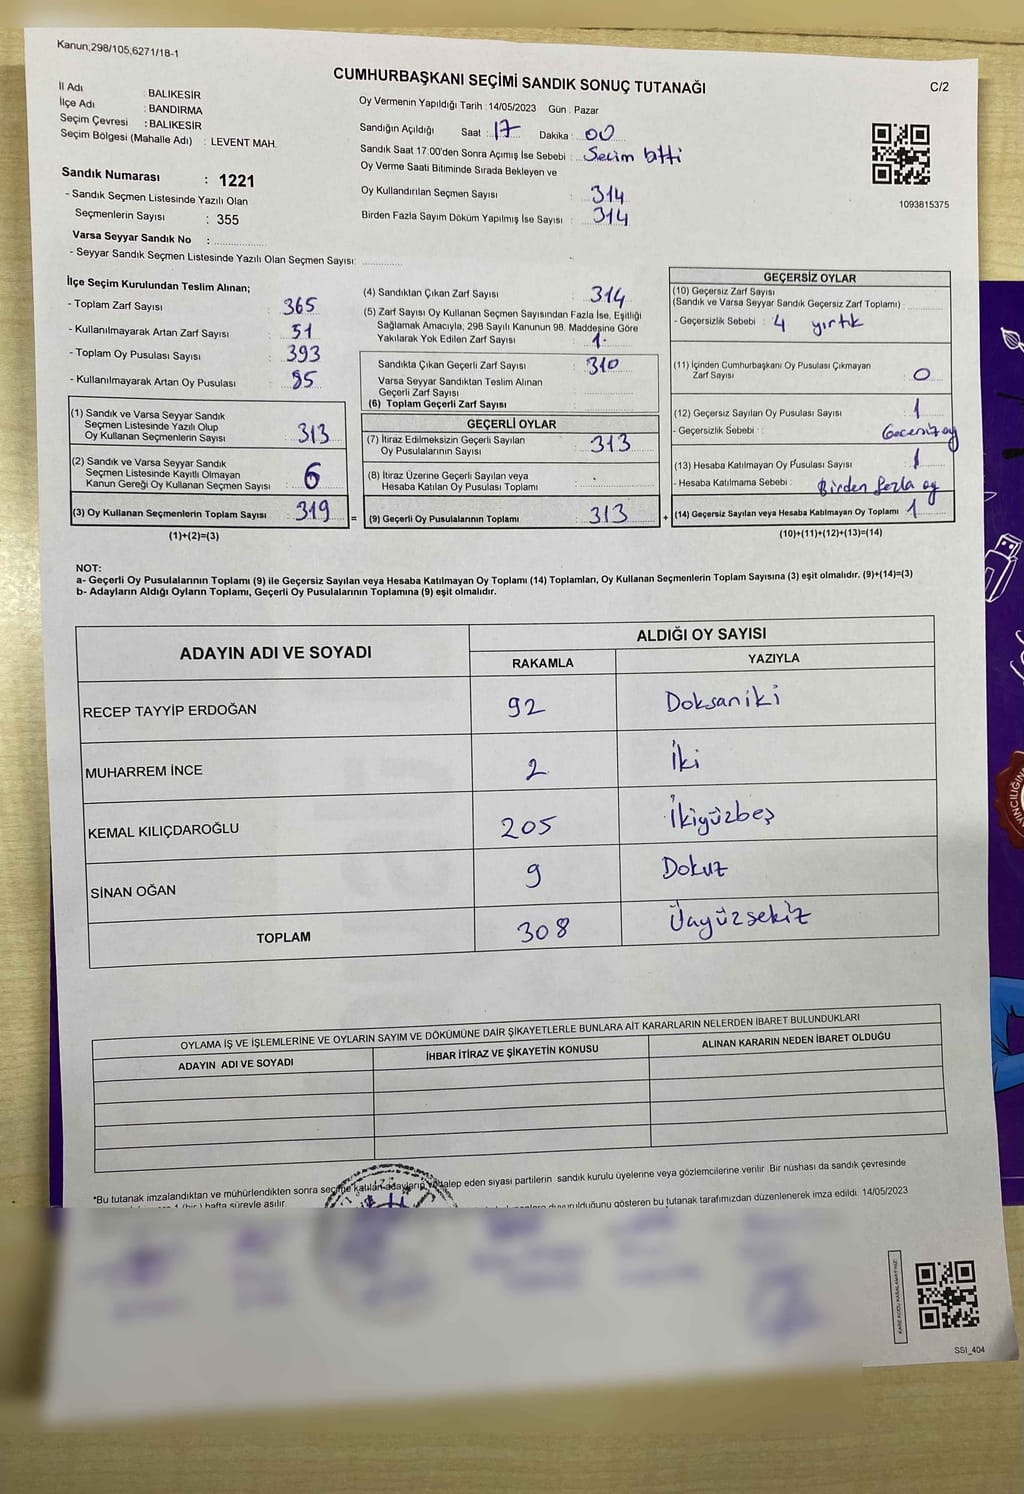 Kanun;298/105,6271/18-1
CUMHURBAŞKANI SEÇİMİ SANDIK SONUÇ TUTANAĞI
C/2
İl Adı : BALIKESİR
İlçe Adı : BANDIRMA
Seçim Çevresi : BALIKESİR
Seçim Bölgesi (Mahalle Adı) : LEVENT MAH.
Oy Vermenin Yapıldığı Tarih : 14/05/2023 Gün : Pazar
Sandığın Açıldığı Saat : 17 Dakika : 00
Sandık Saat 17:00'den Sonra Açımış İse Sebebi : Secim bitti
Oy Verme Saati Bitiminde Sırada Bekleyen ve
Oy Kullandırılan Seçmen Sayısı : 314
Birden Fazla Sayım Döküm Yapılmış İse Sayısı : 314
1093815375
Sandık Numarası : 1221
- Sandık Seçmen Listesinde Yazılı Olan
Seçmenlerin Sayısı : 355
Varsa Seyyar Sandık No :
- Seyyar Sandık Seçmen Listesinde Yazılı Olan Seçmen Sayısı:
İlçe Seçim Kurulundan Teslim Alınan;
- Toplam Zarf Sayısı : 365
- Kullanılmayarak Artan Zarf Sayısı : 51
- Toplam Oy Pusulası Sayısı : 393
- Kullanılmayarak Artan Oy Pusulası : 85
(1) Sandık ve Varsa Seyyar Sandık
Seçmen Listesinde Yazılı Olup
Oy Kullanan Seçmenlerin Sayısı : 313
(2) Sandık ve Varsa Seyyar Sandık
Seçmen Listesinde Kayıtlı Olmayan
Kanun Gereği Oy Kullanan Seçmen Sayısı : 6
(3) Oy Kullanan Seçmenlerin Toplam Sayısı : 319
(1)+(2)=(3)
(4) Sandıktan Çıkan Zarf Sayısı : 314
(5) Zarf Sayısı Oy Kullanan Seçmen Sayısından Fazla İse, Eşitliği
Sağlamak Amacıyla, 298 Sayılı Kanunun 98. Maddesine Göre
Yakılarak Yok Edilen Zarf Sayısı : 1
Sandıkta Çıkan Geçerli Zarf Sayısı : 310
Varsa Seyyar Sandıktan Teslim Alınan
Geçerli Zarf Sayısı :
(6) Toplam Geçerli Zarf Sayısı :
GEÇERLİ OYLAR
(7) İtiraz Edilmeksizin Geçerli Sayılan
Oy Pusulalarının Sayısı : 313
(8) İtiraz Üzerine Geçerli Sayılan veya
Hesaba Katılan Oy Pusulası Toplamı :
= (9) Geçerli Oy Pusulalarının Toplamı : 313
GEÇERSİZ OYLAR
(10) Geçersiz Zarf Sayısı
(Sandık ve Varsa Seyyar Sandık Geçersiz Zarf Toplamı) :
- Geçersizlik Sebebi : 4 yırtık
(11) İçinden Cumhurbaşkanı Oy Pusulası Çıkmayan
Zarf Sayısı : 0
(12) Geçersiz Sayılan Oy Pusulası Sayısı : 1
- Geçersizlik Sebebi : Gecersiz oy
(13) Hesaba Katılmayan Oy Pusulası Sayısı : 1
- Hesaba Katılmama Sebebi : Birden fazla oy
+ (14) Geçersiz Sayılan veya Hesaba Katılmayan Oy Toplamı 1
(10)+(11)+(12)+(13)=(14)
NOT:
a- Geçerli Oy Pusulalarının Toplamı (9) ile Geçersiz Sayılan veya Hesaba Katılmayan Oy Toplamı (14) Toplamları, Oy Kullanan Seçmenlerin Toplam Sayısına (3) eşit olmalıdır. (9)+(14)=(3)
b- Adayların Aldığı Oyların Toplamı, Geçerli Oy Pusulalarının Toplamına (9) eşit olmalıdır.
ADAYIN ADI VE SOYADI
ALDIĞI OY SAYISI
RAKAMLA YAZIYLA
RECEP TAYYİP ERDOĞAN 92 Doksaniki
MUHARREM İNCE 2 İki
KEMAL KILIÇDAROĞLU 205 İkiyüzbeş
SİNAN OĞAN 9 Dokuz
TOPLAM 308 Üçyüzsekiz
OYLAMA İŞ VE İŞLEMLERİNE VE OYLARIN SAYIM VE DÖKÜMÜNE DAİR ŞİKAYETLERLE BUNLARA AİT KARARLARIN NELERDEN İBARET BULUNDUKLARI
ADAYIN ADI VE SOYADI İHBAR İTİRAZ VE ŞİKAYETİN KONUSU ALINAN KARARIN NEDEN İBARET OLDUĞU
*Bu tutanak imzalandıktan ve mühürlendikten sonra seçime katılan adayların, talep eden siyasi partilerin sandık kurulu üyelerine veya gözlemcilerine verilir. Bir nüshası da sandık çevresinde
1 (bir) hafta süreyle asılır. duyurulduğunu gösteren bu tutanak tarafımızdan düzenlenerek imza edildi. 14/05/2023
SSI_404